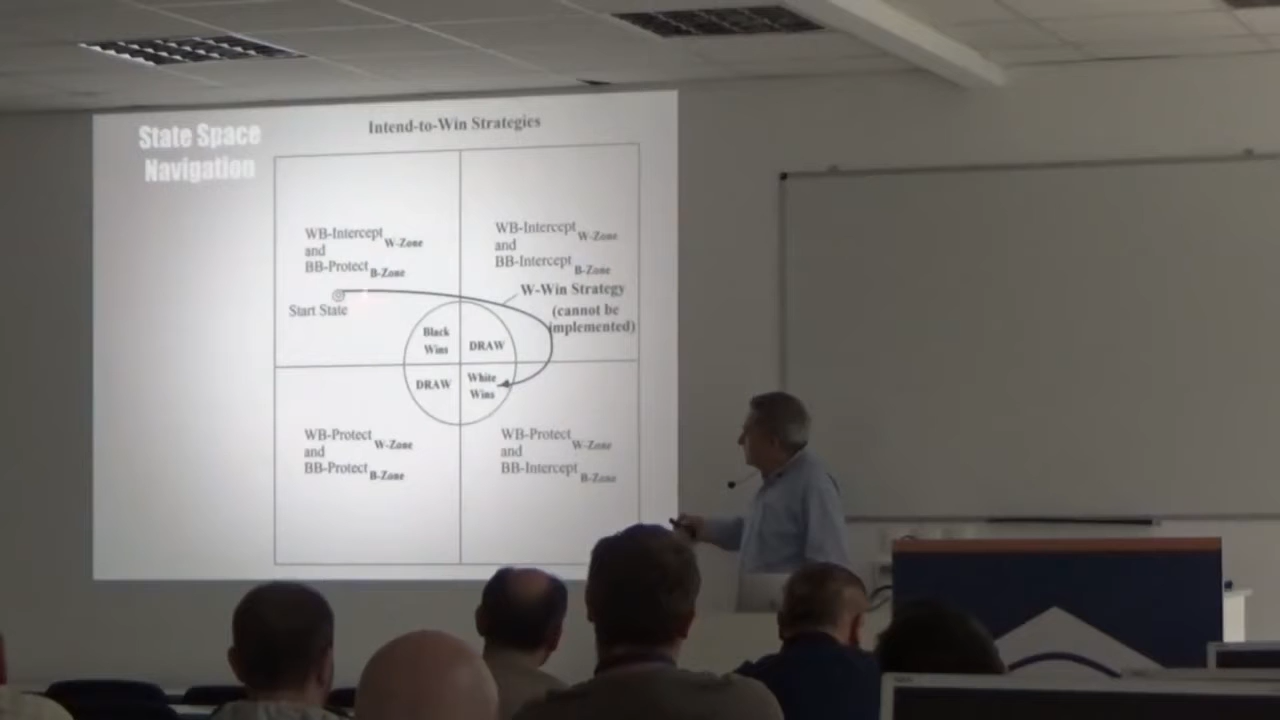 State Space
Navigation
Intend-to-Win Strategies
WB-Intercept W-Zone
and
BB-Protect B-Zone
WB-Intercept W-Zone
and
BB-Intercept B-Zone
Start State
W-Win Strategy
(cannot be
implemented)
Black
Wins
DRAW
DRAW
White
Wins
WB-Protect W-Zone
and
BB-Protect B-Zone
WB-Protect W-Zone
and
BB-Intercept B-Zone